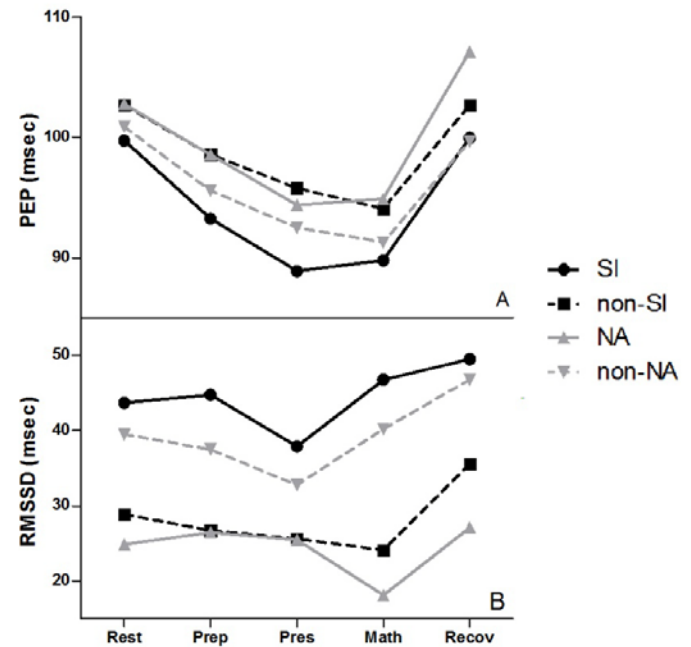 110
100
90
PEP (msec)
A
50
40
30
20
RMSSD (msec)
B
Rest Prep Pres Math Recov
SI
non-SI
NA
non-NA